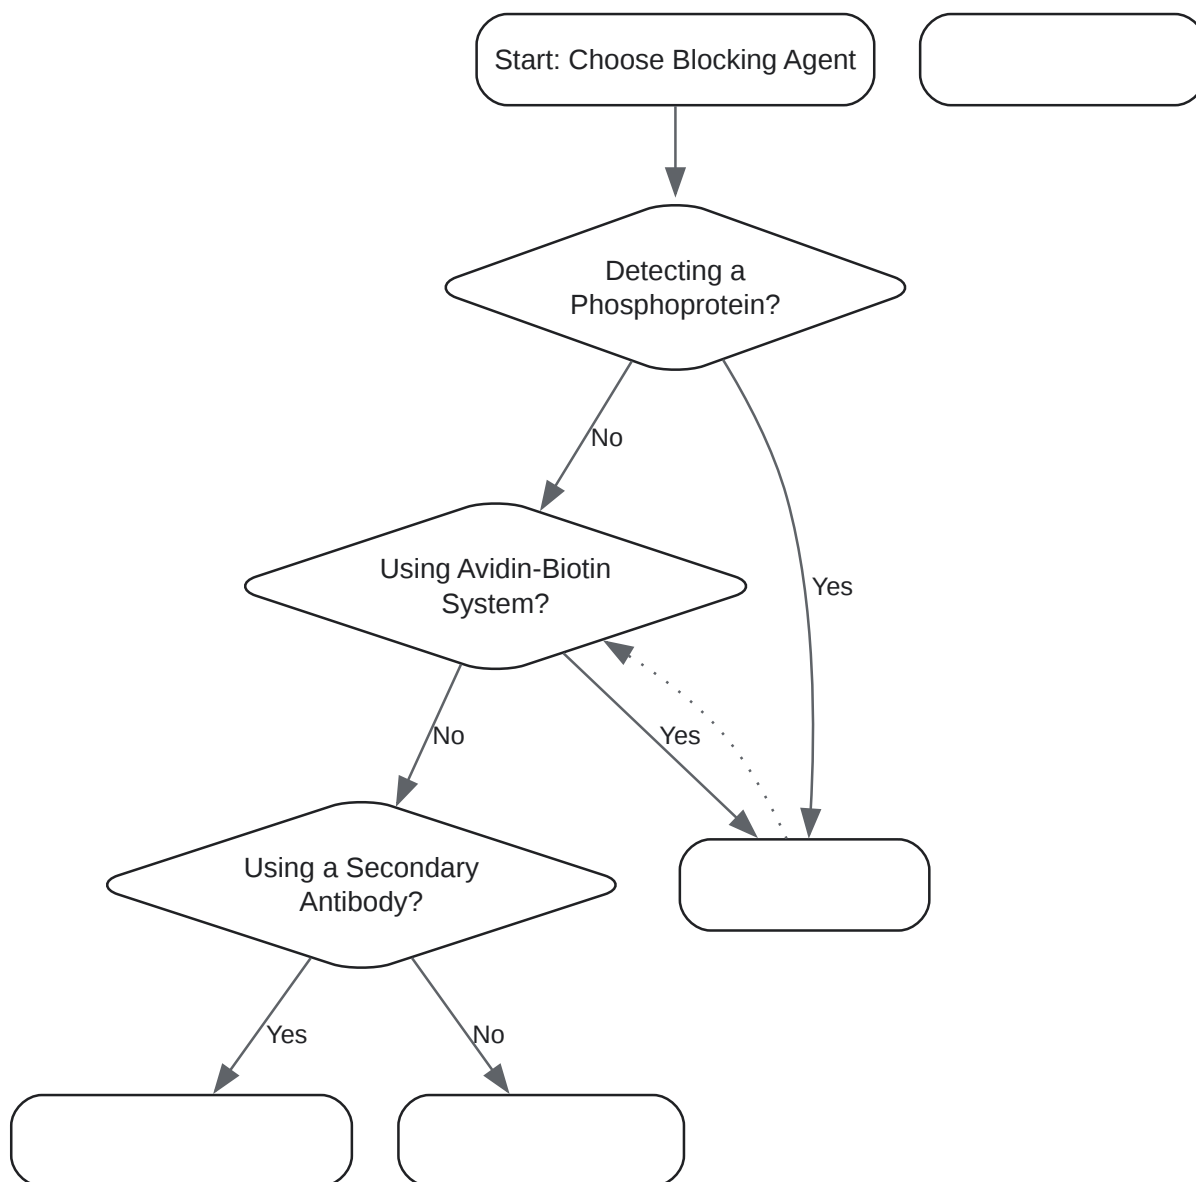 Start: Choose Blocking Agent
Detecting a
Phosphoprotein?
No
Yes
Using Avidin-Biotin
System?
No
Yes
Using a Secondary
Antibody?
Yes
No